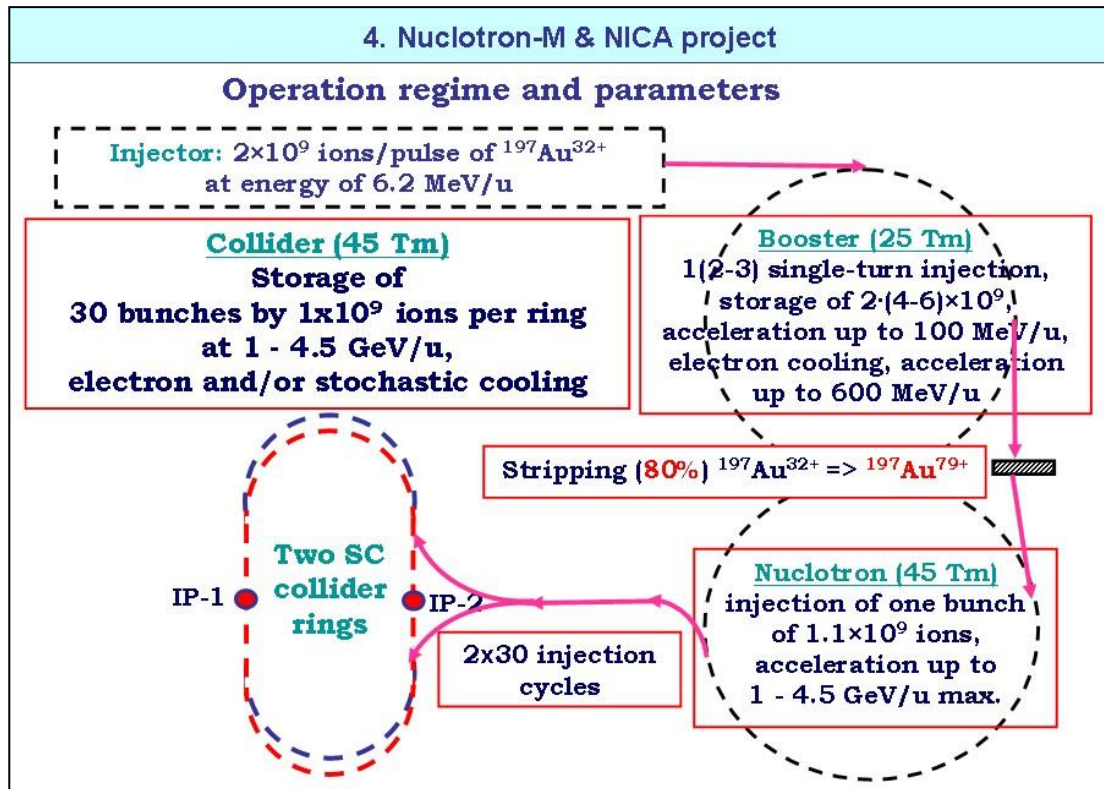 4. Nuclotron-M & NICA project
Operation regime and parameters
Injector: 2×10⁹ ions/pulse of ¹⁹⁷Au³²⁺
at energy of 6.2 MeV/u
Collider (45 Tm)
Storage of
30 bunches by 1x10⁹ ions per ring
at 1 - 4.5 GeV/u,
electron and/or stochastic cooling
Booster (25 Tm)
1(2-3) single-turn injection,
storage of 2·(4-6)×10⁹,
acceleration up to 100 MeV/u,
electron cooling, acceleration
up to 600 MeV/u
Stripping (80%) ¹⁹⁷Au³²⁺ => ¹⁹⁷Au⁷⁹⁺
Two SC
collider
rings
IP-1
IP-2
2x30 injection
cycles
Nuclotron (45 Tm)
injection of one bunch
of 1.1×10⁹ ions,
acceleration up to
1 - 4.5 GeV/u max.